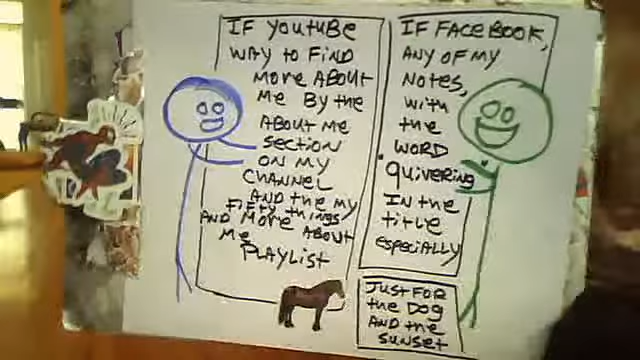 IF YOUTUBE
WAY TO FIND
MORE ABOUT
ME BY THE
ABOUT ME
SECTION
ON MY
CHANNEL
AND THE MY
FIFTY THINGS
AND MORE ABOUT
ME
PLAYLIST
IF FACEBOOK,
ANY OF MY
NOTES,
WITH
THE
WORD
QUIVERING
IN THE
TITLE
ESPECIALLY
JUST FOR
THE DOG
AND THE
SUNSET